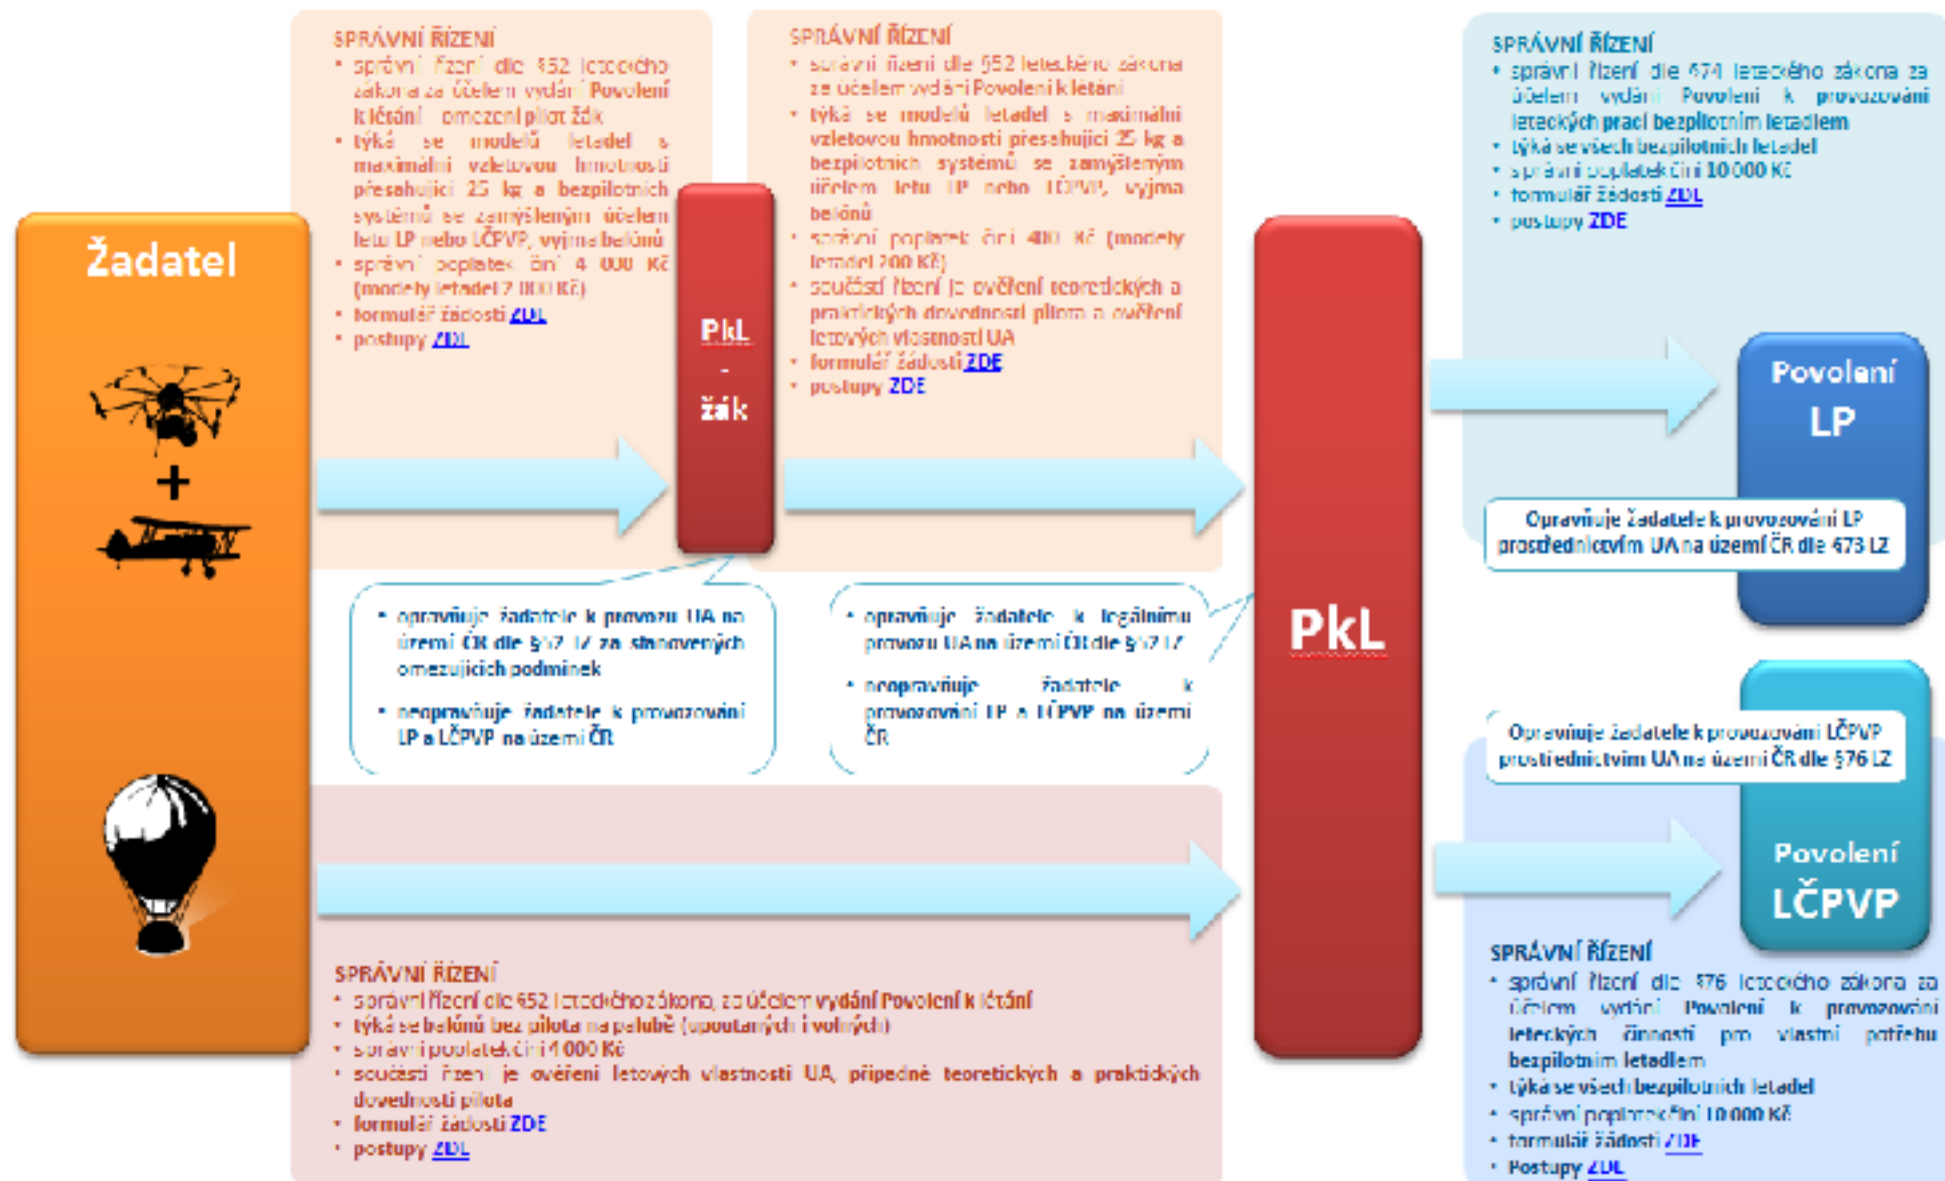 Žadatel
+
SPRÁVNÍ ŘÍZENÍ
• správní řízení dle §52 leteckého
zákona za účelem vydání Povolení
k létání omezení pilot žák
• týká se modelů letadel s
maximální vzletovou hmotností
přesahující 25 kg a bezpilotních
systémů se zamýšleným účelem
letu LP nebo LČPVP, vyjma balónů
• správní poplatek činí 4 000 Kč
(modely letadel 2 000 Kč)
• formulář žádosti ZDE
• postupy ZDE
PkL
-
žák
SPRÁVNÍ ŘÍZENÍ
• správní řízení dle §52 leteckého zákona
za účelem vydání Povolení k létání
• týká se modelů letadel s maximální
vzletovou hmotností přesahující 25 kg a
bezpilotních systémů se zamýšleným
účelem letu LP nebo LČPVP, vyjma
balónů
• správní poplatek činí 400 Kč (modely
letadel 200 Kč)
• součástí řízení je ověření teoretických a
praktických dovedností pilota a ověření
letových vlastností UA
• formulář žádosti ZDE
• postupy ZDE
• opravňuje žadatele k provozu UA na
území ČR dle §52 LZ za stanovených
omezujících podmínek
• neopravňuje žadatele k provozování
LP a LČPVP na území ČR
• opravňuje žadatele k legálnímu
provozu UA na území ČR dle §52 LZ
• neopravňuje žadatele k
provozování LP a LČPVP na území
ČR
PkL
SPRÁVNÍ ŘÍZENÍ
• správní řízení dle §52 leteckého zákona, za účelem vydání Povolení k létání
• týká se balónů bez pilota na palubě (upoutaných i volných)
• správní poplatek činí 4 000 Kč
• součástí řízení je ověření letových vlastností UA, případně teoretických a praktických
dovedností pilota
• formulář žádosti ZDE
• postupy ZDE
SPRÁVNÍ ŘÍZENÍ
• správní řízení dle §74 leteckého zákona za
účelem vydání Povolení k provozování
leteckých prací bezpilotním letadlem
• týká se všech bezpilotních letadel
• správní poplatek činí 10 000 Kč
• formulář žádosti ZDE
• postupy ZDE
Povolení
LP
Opravňuje žadatele k provozování LP
prostřednictvím UA na území ČR dle §73 LZ
Opravňuje žadatele k provozování LČPVP
prostřednictvím UA na území ČR dle §76 LZ
Povolení
LČPVP
SPRÁVNÍ ŘÍZENÍ
• správní řízení dle §76 leteckého zákona za
účelem vydání Povolení k provozování
leteckých činností pro vlastní potřebu
bezpilotním letadlem
• týká se všech bezpilotních letadel
• správní poplatek činí 10 000 Kč
• formulář žádosti ZDE
• Postupy ZDE